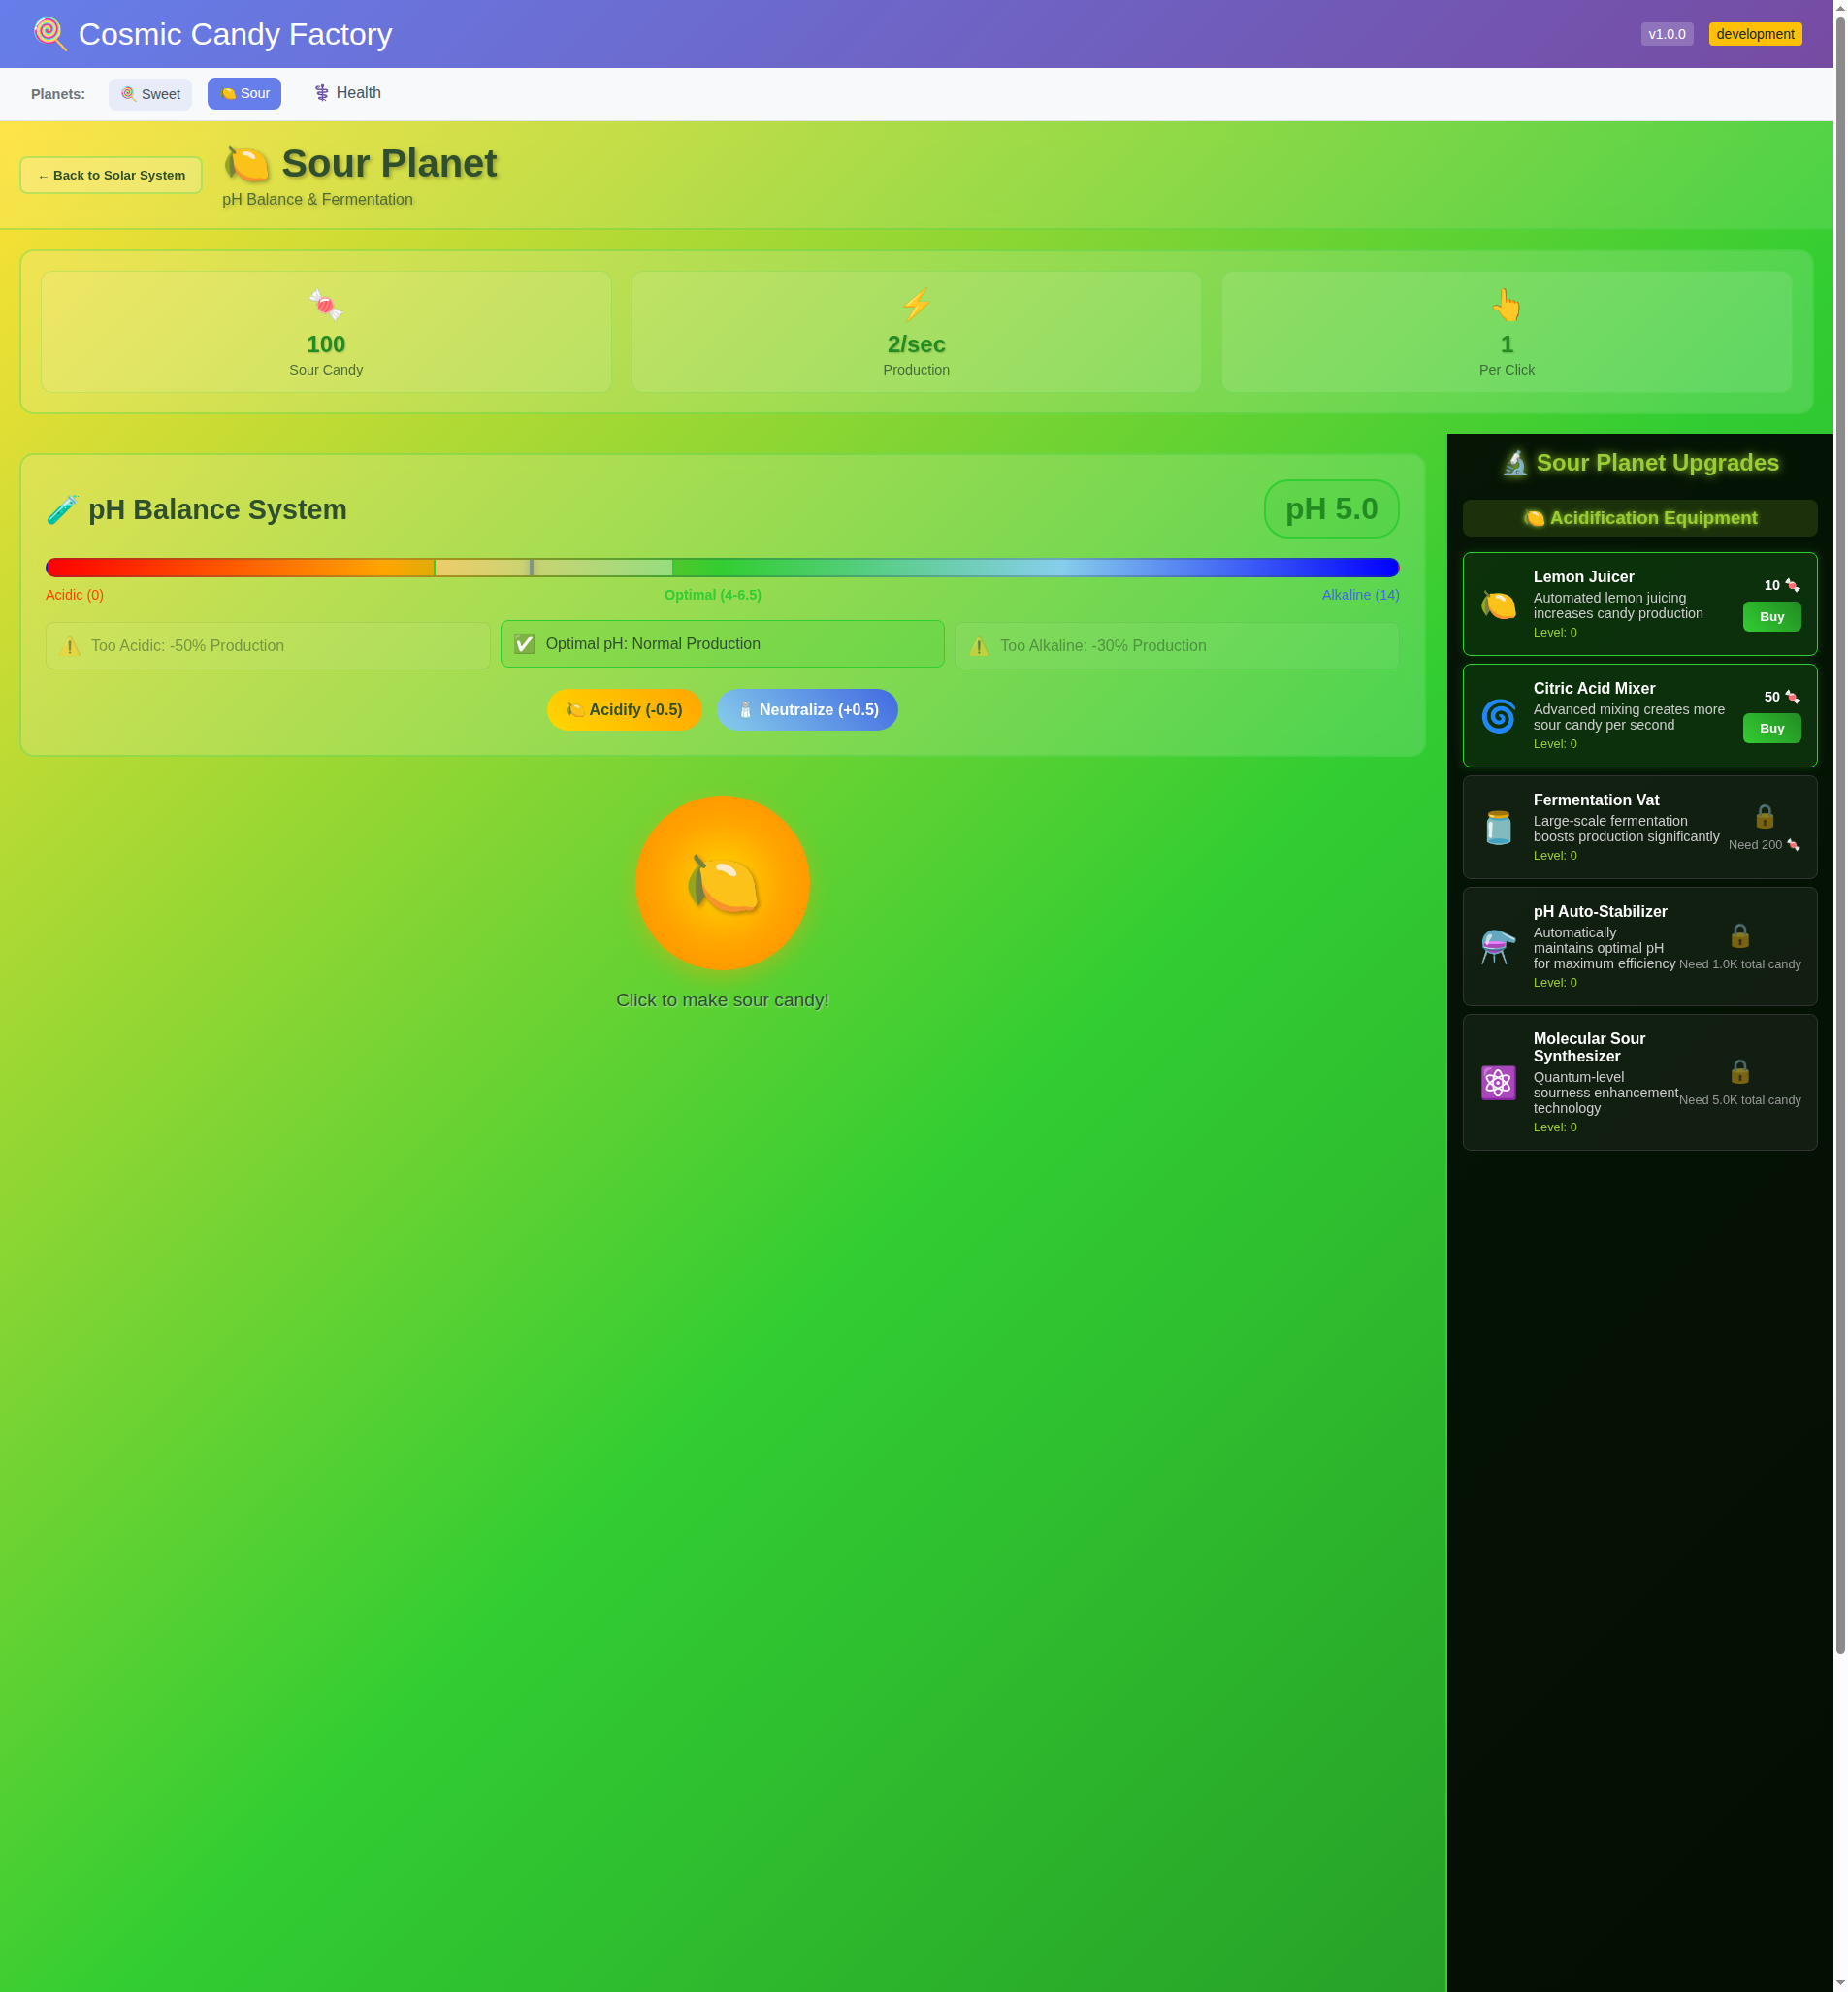 Cosmic Candy Factory
v1.0.0
development
Planets:
Sweet
Sour
Health
← Back to Solar System
Sour Planet
pH Balance & Fermentation
100
Sour Candy
2/sec
Production
1
Per Click
pH Balance System
pH 5.0
Acidic (0)
Optimal (4-6.5)
Alkaline (14)
Too Acidic: -50% Production
Optimal pH: Normal Production
Too Alkaline: -30% Production
Acidify (-0.5)
Neutralize (+0.5)
Click to make sour candy!
Sour Planet Upgrades
Acidification Equipment
Lemon Juicer
Automated lemon juicing
increases candy production
Level: 0
10
Buy
Citric Acid Mixer
Advanced mixing creates more
sour candy per second
Level: 0
50
Buy
Fermentation Vat
Large-scale fermentation
boosts production significantly
Level: 0
Need 200
pH Auto-Stabilizer
Automatically
maintains optimal pH
for maximum efficiency
Level: 0
Need 1.0K total candy
Molecular Sour
Synthesizer
Quantum-level
sourness enhancement
technology
Level: 0
Need 5.0K total candy